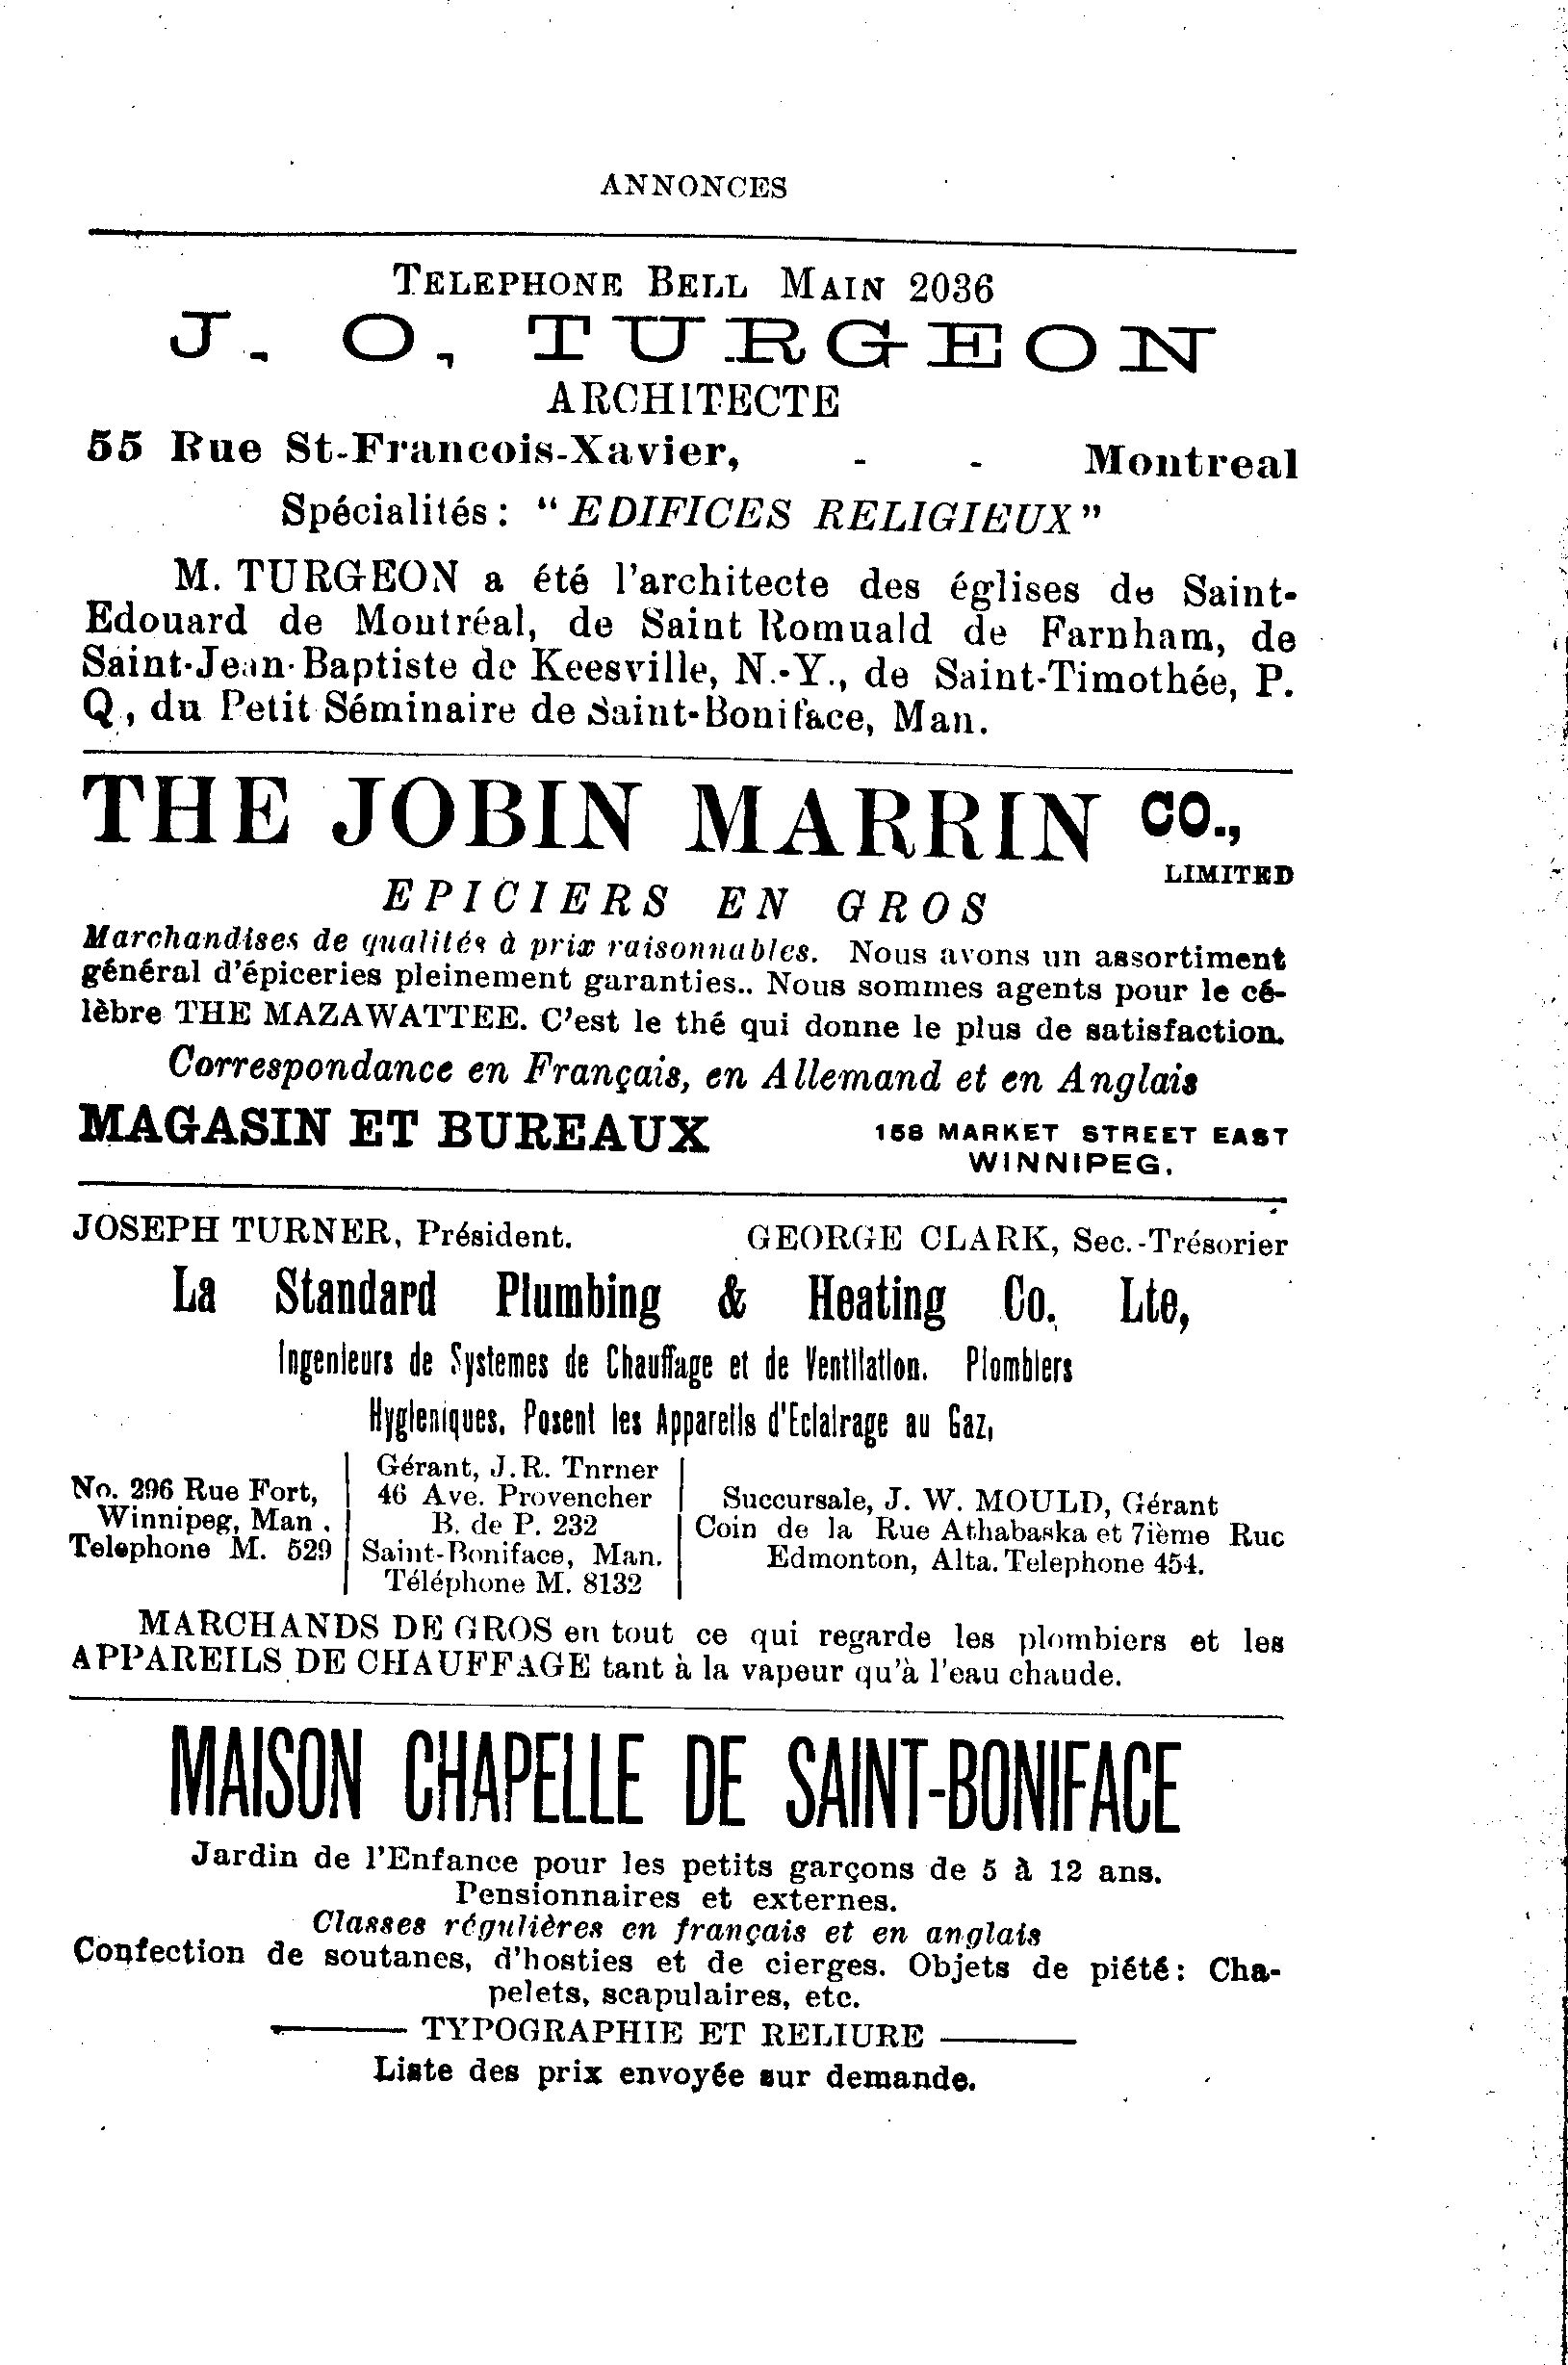 ANNONCES
TELEPHONE BELL MAIN 2036
J. O, TURGEON
ARCHITECTE
55 Rue St-Francois-Xavier, - - Montreal
Spécialités: "EDIFICES RELIGIEUX"
M. TURGEON a été l'architecte des églises de Saint-
Edouard de Montréal, de Saint Romuald de Farnham, de
Saint-Jean-Baptiste de Keesville, N.-Y., de Saint-Timothée, P.
Q., du Petit Séminaire de Saint-Boniface, Man.
THE JOBIN MARRIN CO.,
LIMITED
EPICIERS EN GROS
Marchandises de qualités à prix raisonnables. Nous avons un assortiment
général d'épiceries pleinement garanties.. Nous sommes agents pour le cé-
lèbre THE MAZAWATTEE. C'est le thé qui donne le plus de satisfaction.
Correspondance en Français, en Allemand et en Anglais
MAGASIN ET BUREAUX 158 MARKET STREET EAST
WINNIPEG.
JOSEPH TURNER, Président. GEORGE CLARK, Sec.-Trésorier
La Standard Plumbing & Heating Co. Lte,
Ingenieurs de Systemes de Chauffage et de Ventilation. Plombiers
Hygieniques. Posent les Appareils d'Eclairage au Gaz,
No. 296 Rue Fort,
Winnipeg, Man.
Telephone M. 529
Gérant, J.R. Tnrner
46 Ave. Provencher
B. de P. 232
Saint-Boniface, Man.
Téléphone M. 8132
Succursale, J. W. MOULD, Gérant
Coin de la Rue Athabaska et 7ième Rue
Edmonton, Alta. Telephone 454.
MARCHANDS DE GROS en tout ce qui regarde les plombiers et les
APPAREILS DE CHAUFFAGE tant à la vapeur qu'à l'eau chaude.
MAISON CHAPELLE DE SAINT-BONIFACE
Jardin de l'Enfance pour les petits garçons de 5 à 12 ans.
Pensionnaires et externes.
Classes régulières en français et en anglais
Confection de soutanes, d'hosties et de cierges. Objets de piété: Cha-
pelets, scapulaires, etc.
TYPOGRAPHIE ET RELIURE
Liste des prix envoyée sur demande.